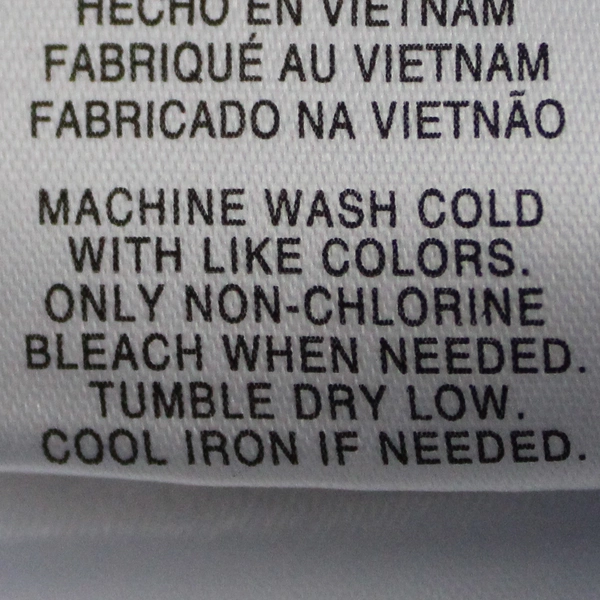 HECHO EN VIETNAM
FABRIQUÉ AU VIETNAM
FABRICADO NA VIETNÃO
MACHINE WASH COLD
WITH LIKE COLORS.
ONLY NON-CHLORINE
BLEACH WHEN NEEDED.
TUMBLE DRY LOW.
COOL IRON IF NEEDED.